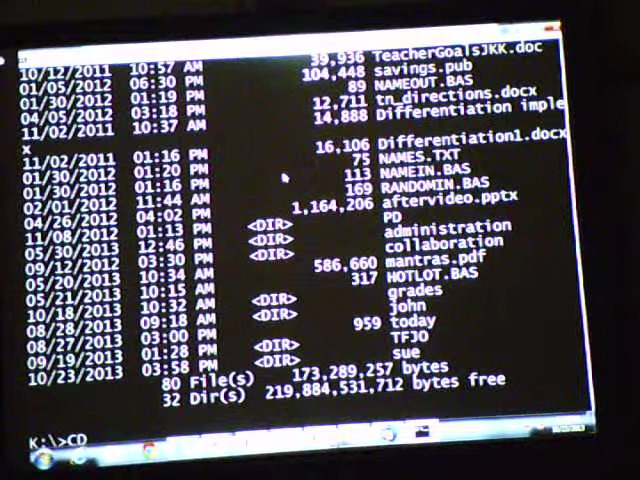 10/12/2011 10:57 AM 39,936 TeacherGoalsJKK.doc
01/05/2012 06:30 PM 104,448 savings.pub
01/30/2012 01:19 PM 89 NAMEOUT.BAS
04/05/2012 03:18 PM 12,711 tn_directions.docx
11/02/2011 10:37 AM 14,888 Differentiation imple
x
11/02/2011 01:16 PM 16,106 Differentiation1.docx
01/30/2012 01:20 PM 75 NAMES.TXT
01/30/2012 01:16 PM 113 NAMEIN.BAS
02/01/2012 11:44 AM 169 RANDOMIN.BAS
04/26/2012 04:02 PM 1,164,206 aftervideo.pptx
11/08/2012 01:13 PM <DIR> PD
05/30/2013 12:46 PM <DIR> administration
09/12/2012 03:30 PM <DIR> collaboration
05/20/2013 10:34 AM 586,660 mantras.pdf
05/21/2013 10:15 AM 317 HOTLOT.BAS
10/18/2013 10:32 AM <DIR> grades
08/28/2013 09:18 AM <DIR> john
08/27/2013 03:00 PM 959 today
09/19/2013 01:28 PM <DIR> TFJO
10/23/2013 03:58 PM <DIR> sue
80 File(s) 173,289,257 bytes
32 Dir(s) 219,884,531,712 bytes free
K:\>CD